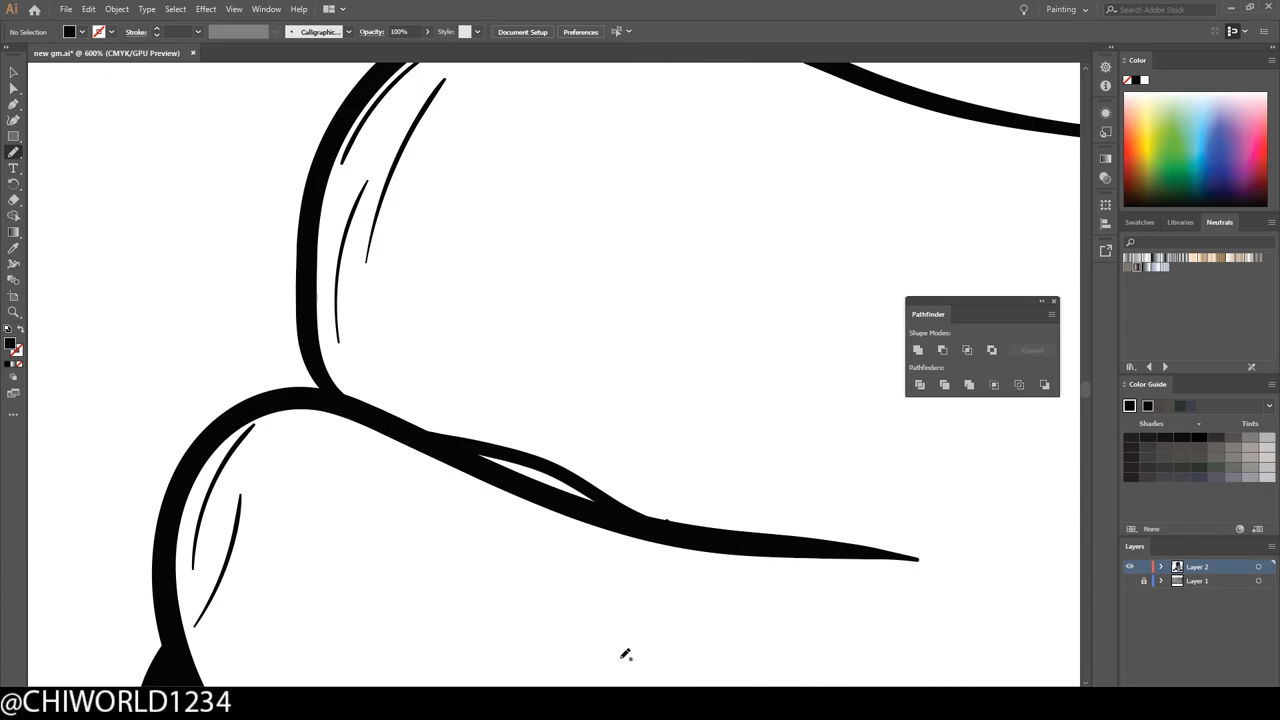 Ai File Edit Object Type Select Effect View Window Help Painting Search Adobe Stock
No Selection Stroke: Calligraphic... Opacity: 100% Style: Document Setup Preferences
new gm.ai* @ 600% (CMYK/GPU Preview)
Color
Swatches Libraries Neutrals
Pathfinder
Shape Modes:
Expand
Pathfinders:
Color Guide
Shades Tints
None
Layers
Layer 2
Layer 1
@CHIWORLD1234